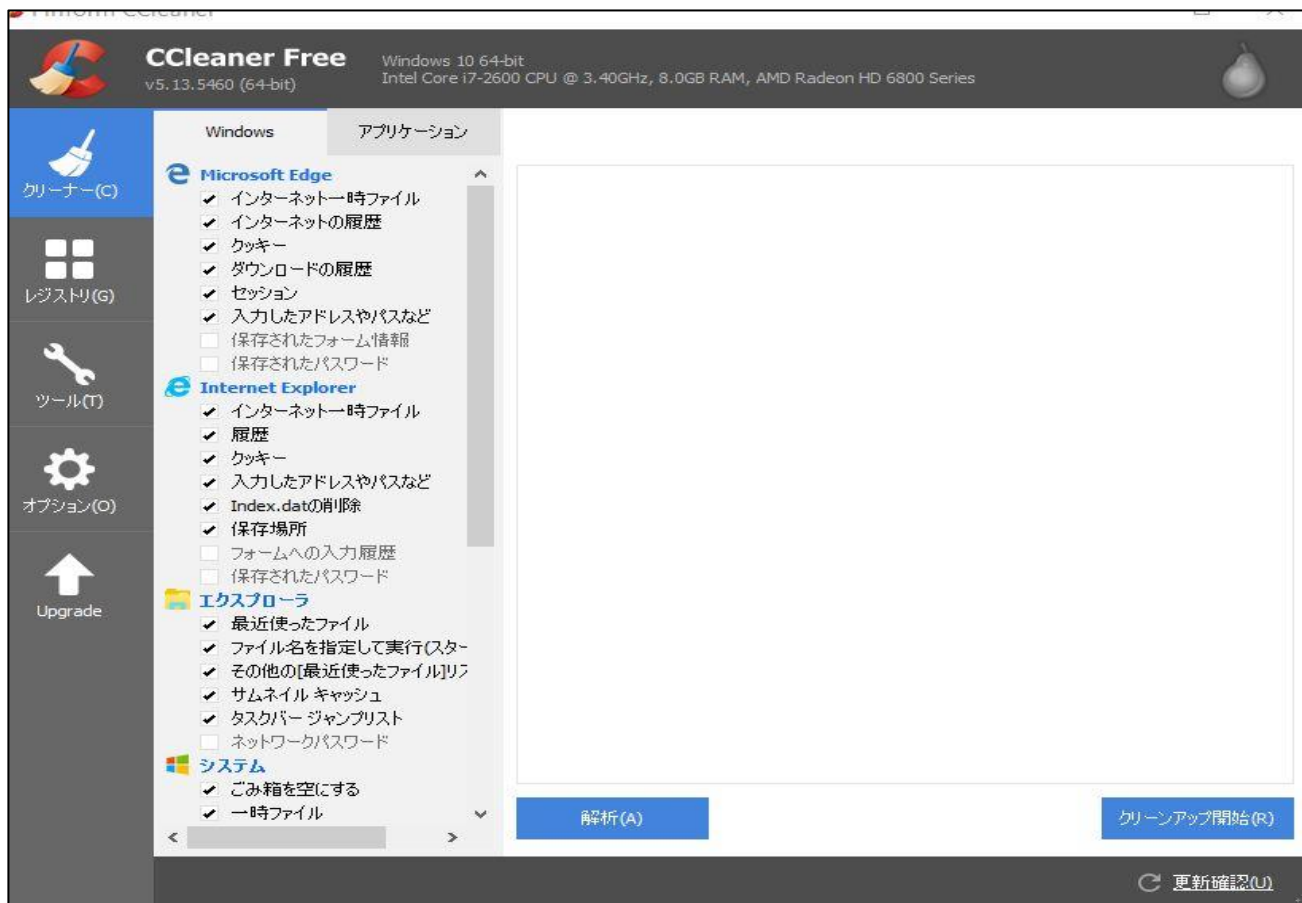 Piriform CCleaner
CCleaner Free
v5.13.5460 (64-bit)
Windows 10 64-bit
Intel Core i7-2600 CPU @ 3.40GHz, 8.0GB RAM, AMD Radeon HD 6800 Series
クリーナー(C)
レジストリ(G)
ツール(T)
オプション(O)
Upgrade
Windows
アプリケーション
Microsoft Edge
インターネット一時ファイル
インターネットの履歴
クッキー
ダウンロードの履歴
セッション
入力したアドレスやパスなど
保存されたフォーム情報
保存されたパスワード
Internet Explorer
インターネット一時ファイル
履歴
クッキー
入力したアドレスやパスなど
Index.datの削除
保存場所
フォームへの入力履歴
保存されたパスワード
エクスプローラ
最近使ったファイル
ファイル名を指定して実行(スター
その他の[最近使ったファイル]リス
サムネイル キャッシュ
タスクバー ジャンプリスト
ネットワークパスワード
システム
ごみ箱を空にする
一時ファイル
解析(A)
クリーンアップ開始(R)
更新確認(U)